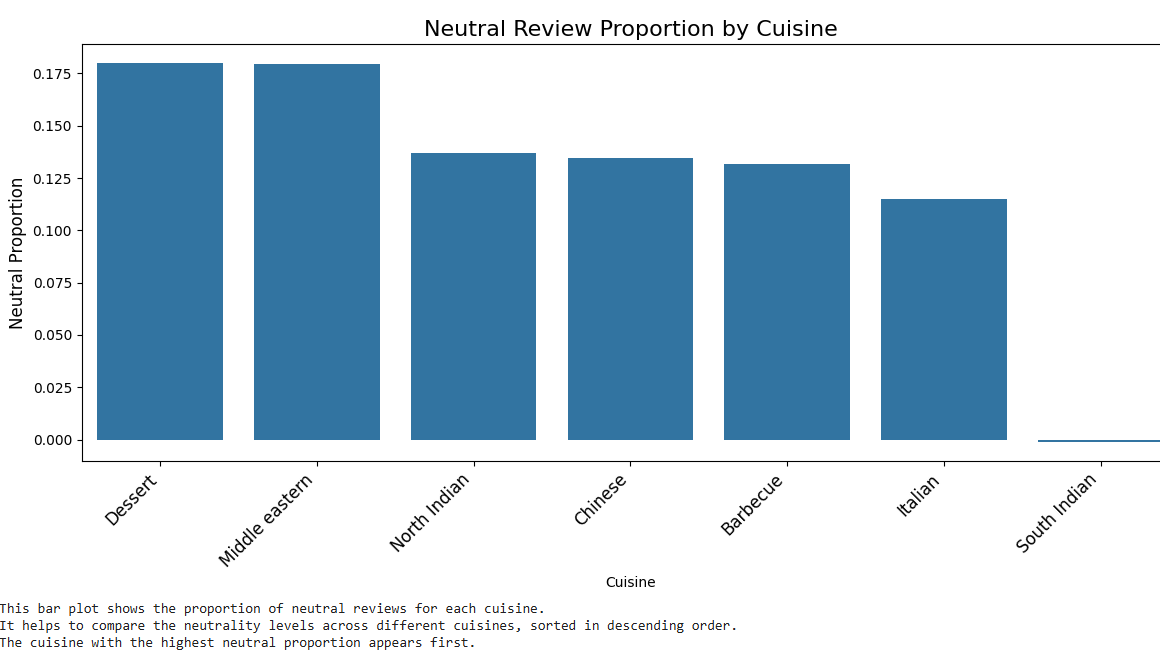 Neutral Review Proportion by Cuisine
Neutral Proportion
0.175
0.150
0.125
0.100
0.075
0.050
0.025
0.000
Dessert
Middle eastern
North Indian
Chinese
Barbecue
Italian
South Indian
Cuisine
This bar plot shows the proportion of neutral reviews for each cuisine.
It helps to compare the neutrality levels across different cuisines, sorted in descending order.
The cuisine with the highest neutral proportion appears first.